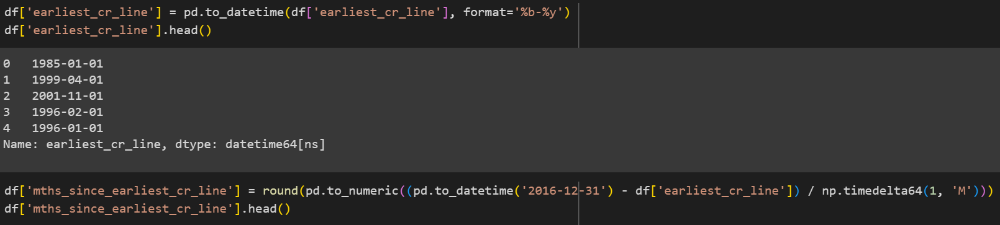 df['earliest_cr_line'] = pd.to_datetime(df['earliest_cr_line'], format='%b-%y')
df['earliest_cr_line'].head()
0   1985-01-01
1   1999-04-01
2   2001-11-01
3   1996-02-01
4   1996-01-01
Name: earliest_cr_line, dtype: datetime64[ns]
df['mths_since_earliest_cr_line'] = round(pd.to_numeric((pd.to_datetime('2016-12-31') - df['earliest_cr_line']) / np.timedelta64(1, 'M')))
df['mths_since_earliest_cr_line'].head()